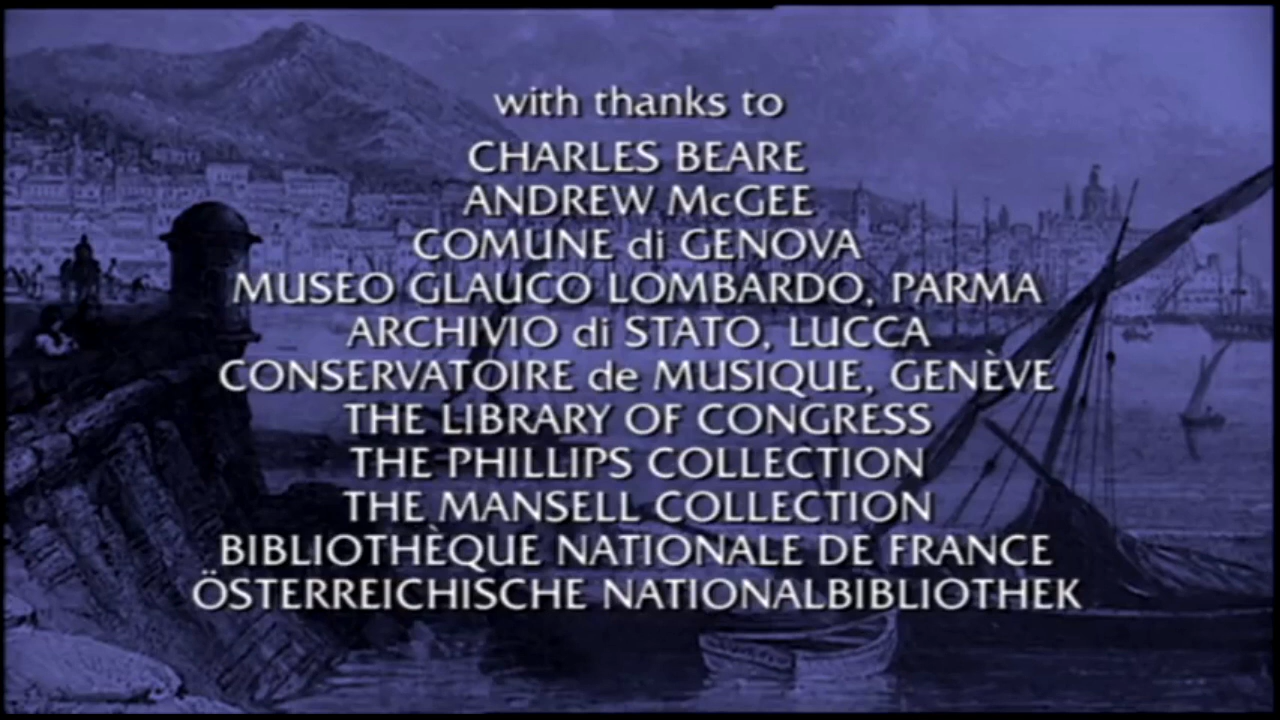 with thanks to
CHARLES BEARE
ANDREW McGEE
COMUNE di GENOVA
MUSEO GLAUCO LOMBARDO, PARMA
ARCHIVIO di STATO, LUCCA
CONSERVATOIRE de MUSIQUE, GENÈVE
THE LIBRARY OF CONGRESS
THE PHILLIPS COLLECTION
THE MANSELL COLLECTION
BIBLIOTHÈQUE NATIONALE DE FRANCE
ÖSTERREICHISCHE NATIONALBIBLIOTHEK